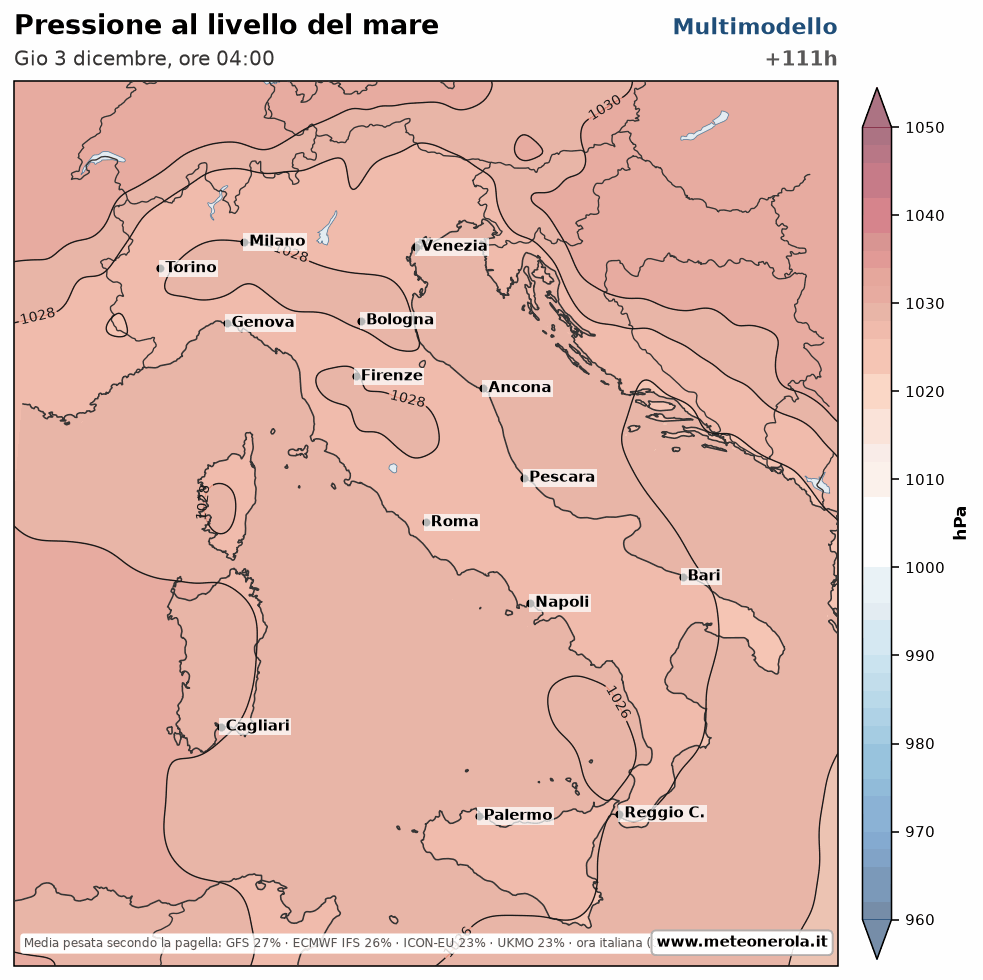 Pressione al livello del mare
Multimodello
Gio 3 dicembre, ore 04:00
+111h
1030
1050
Milano
Venezia
1028
Torino
1040
1028
Genova
Bologna
1030
Firenze
Ancona
1028
1020
Pescara
1028
Roma
1010
hPa
Bari
1000
Napoli
990
1026
Cagliari
980
Palermo
Reggio C.
970
960
Media pesata secondo la pagella: GFS 27% · ECMWF IFS 26% · ICON-EU 23% · UKMO 23% · ora italiana (
www.meteonerola.it